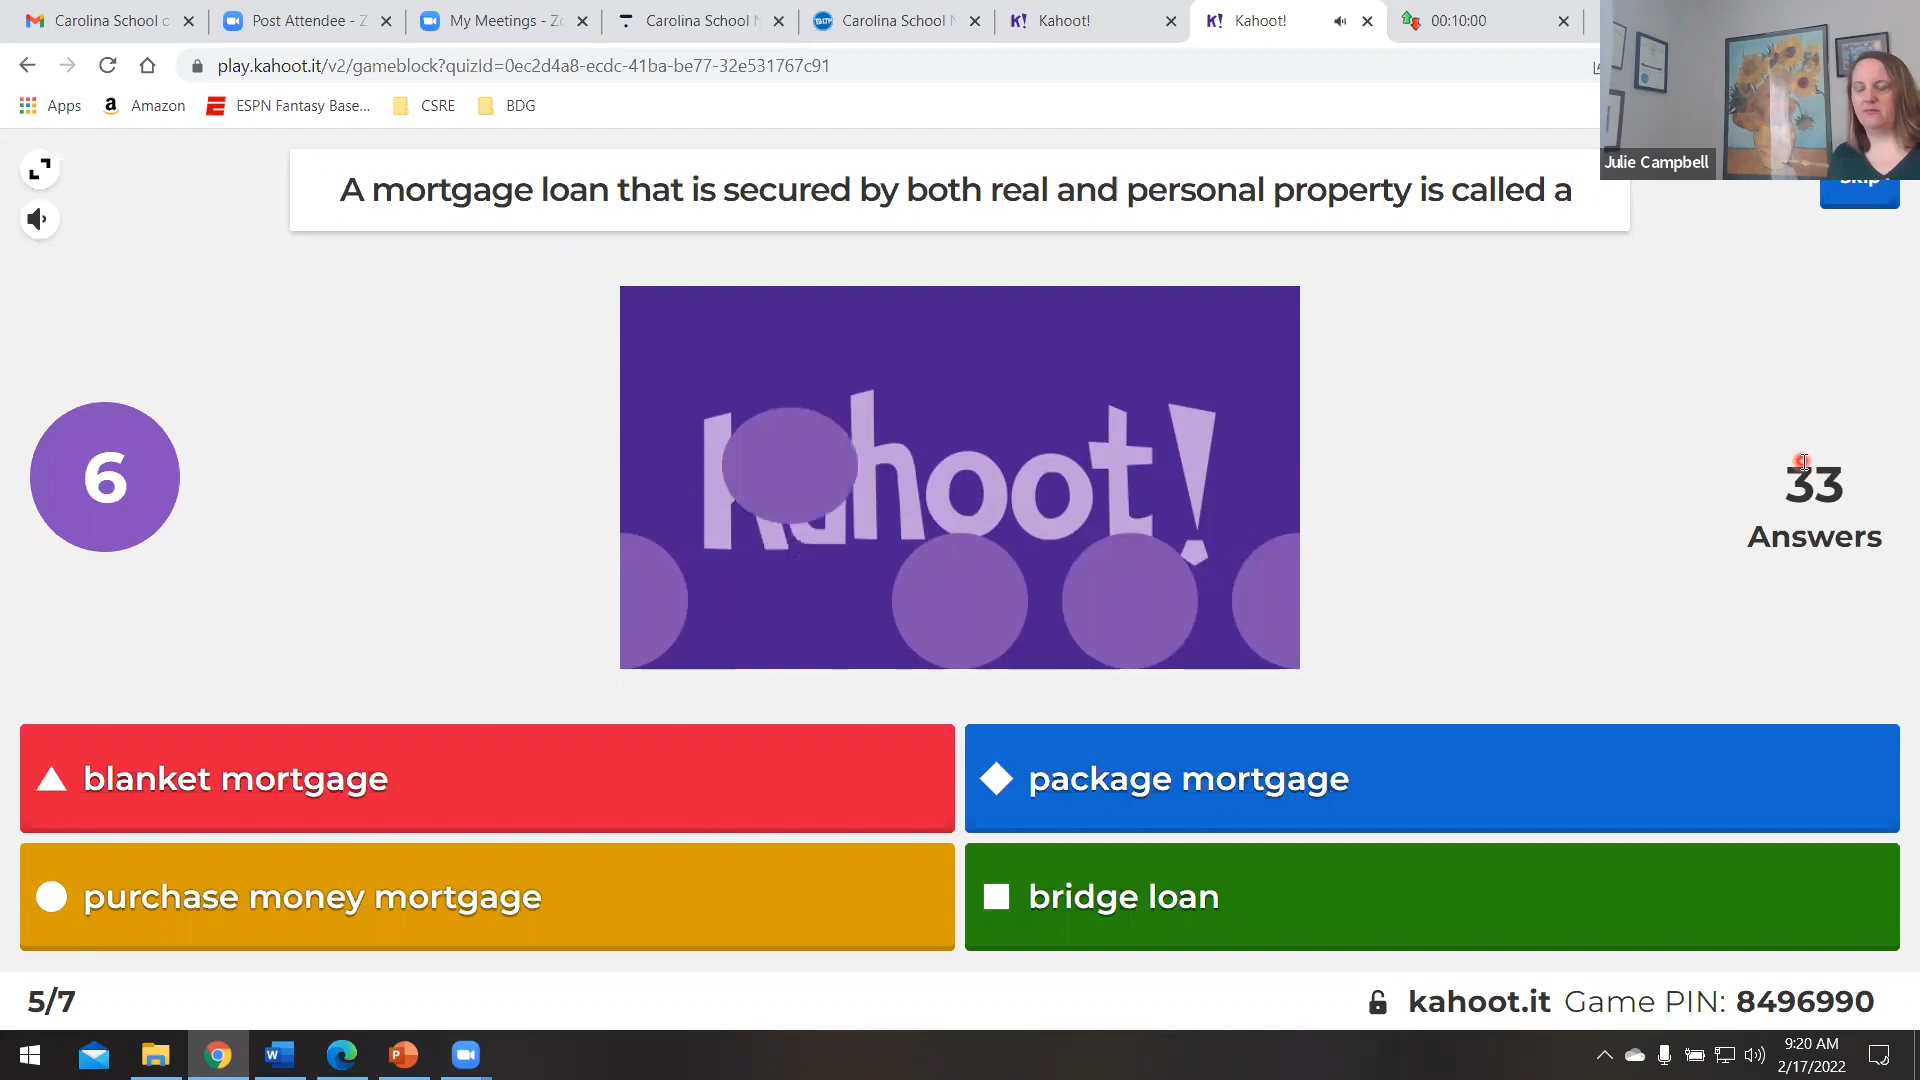 Carolina School c
Post Attendee - Z
My Meetings - Zo
Carolina School N
Carolina School N
Kahoot!
Kahoot!
00:10:00
play.kahoot.it/v2/gameblock?quizId=0ec2d4a8-ecdc-41ba-be77-32e531767c91
Apps
Amazon
ESPN Fantasy Base...
CSRE
BDG
Julie Campbell
Skip
A mortgage loan that is secured by both real and personal property is called a
6
Kahoot!
33
Answers
blanket mortgage
package mortgage
purchase money mortgage
bridge loan
5/7
kahoot.it Game PIN: 8496990
9:20 AM
2/17/2022